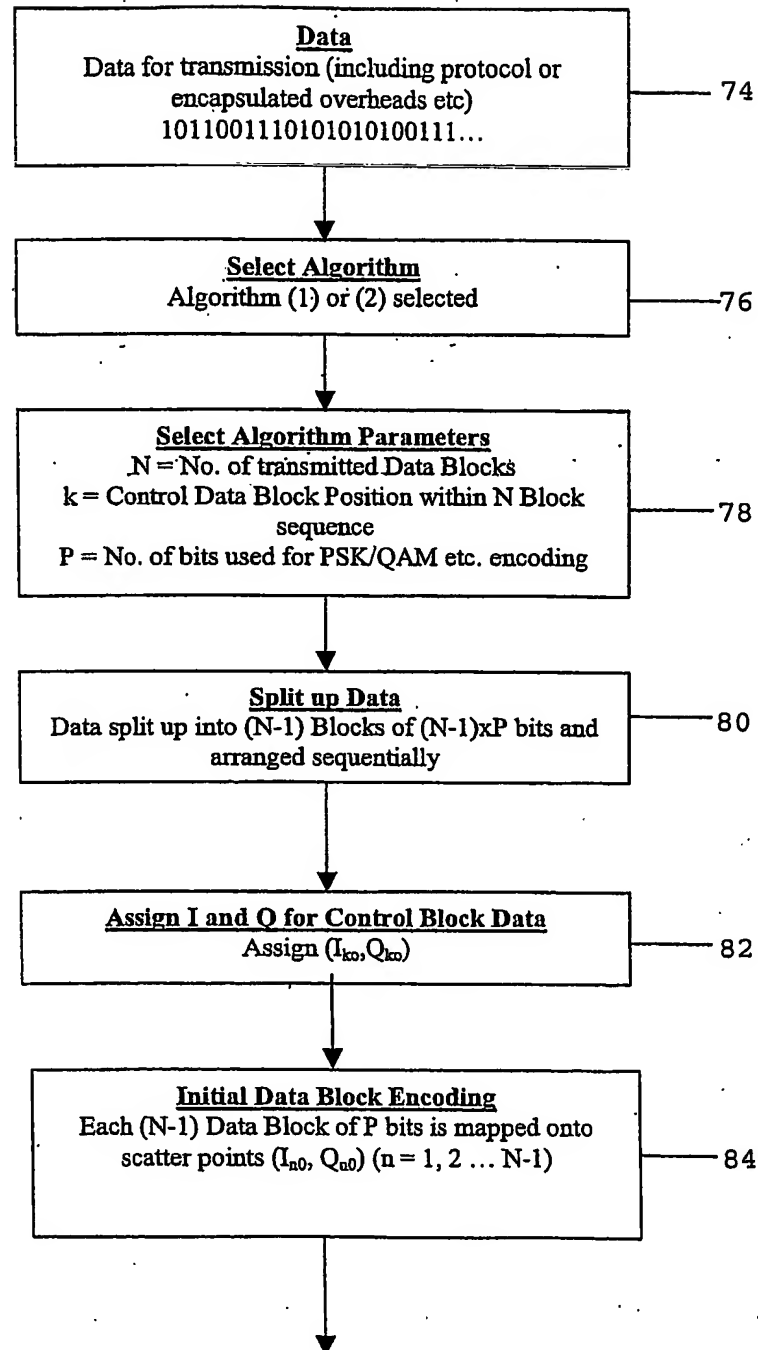 Data
Data for transmission (including protocol or
encapsulated overheads etc)
1011001110101010100111...
74
Select Algorithm
Algorithm (1) or (2) selected
76
Select Algorithm Parameters
N = No. of transmitted Data Blocks
k = Control Data Block Position within N Block
sequence
P = No. of bits used for PSK/QAM etc. encoding
78
Split up Data
Data split up into (N-1) Blocks of (N-1)xP bits and
arranged sequentially
80
Assign I and Q for Control Block Data
Assign (Iko,Qko)
82
Initial Data Block Encoding
Each (N-1) Data Block of P bits is mapped onto
scatter points (In0, Qn0) (n = 1, 2 ... N-1)
84